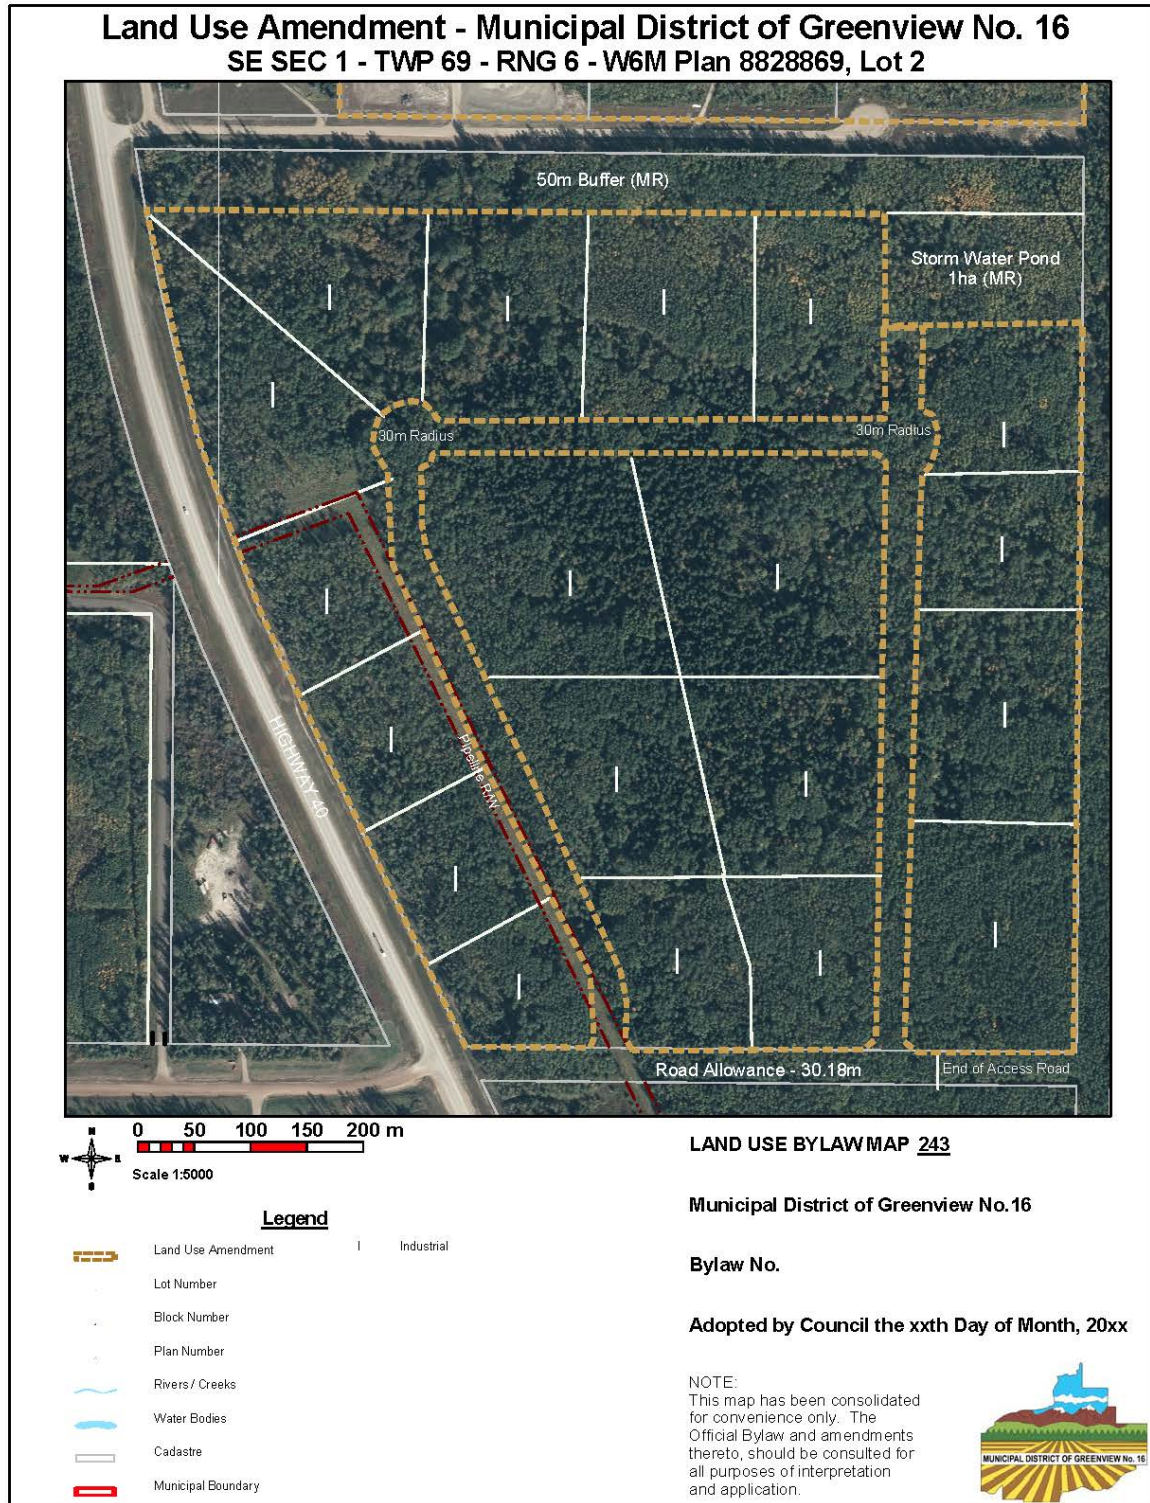 Land Use Amendment - Municipal District of Greenview No. 16
SE SEC 1 - TWP 69 - RNG 6 - W6M Plan 8828869, Lot 2
50m Buffer (MR)
Storm Water Pond
1ha (MR)
I
I
I
I
I
30m Radius
30m Radius
I
I
I
I
I
I
HIGHWAY 40
I
I
Pipeline R/W
I
I
I
I
I
I
I
Road Allowance - 30.18m
End of Access Road
N
W
E
S
0 50 100 150 200 m
Scale 1:5000
Legend
Land Use Amendment
I Industrial
Lot Number
Block Number
Plan Number
Rivers / Creeks
Water Bodies
Cadastre
Municipal Boundary
LAND USE BYLAW MAP 243
Municipal District of Greenview No.16
Bylaw No.
Adopted by Council the xxth Day of Month, 20xx
NOTE:
This map has been consolidated
for convenience only. The
Official Bylaw and amendments
thereto, should be consulted for
all purposes of interpretation
and application.
MUNICIPAL DISTRICT OF GREENVIEW No. 16